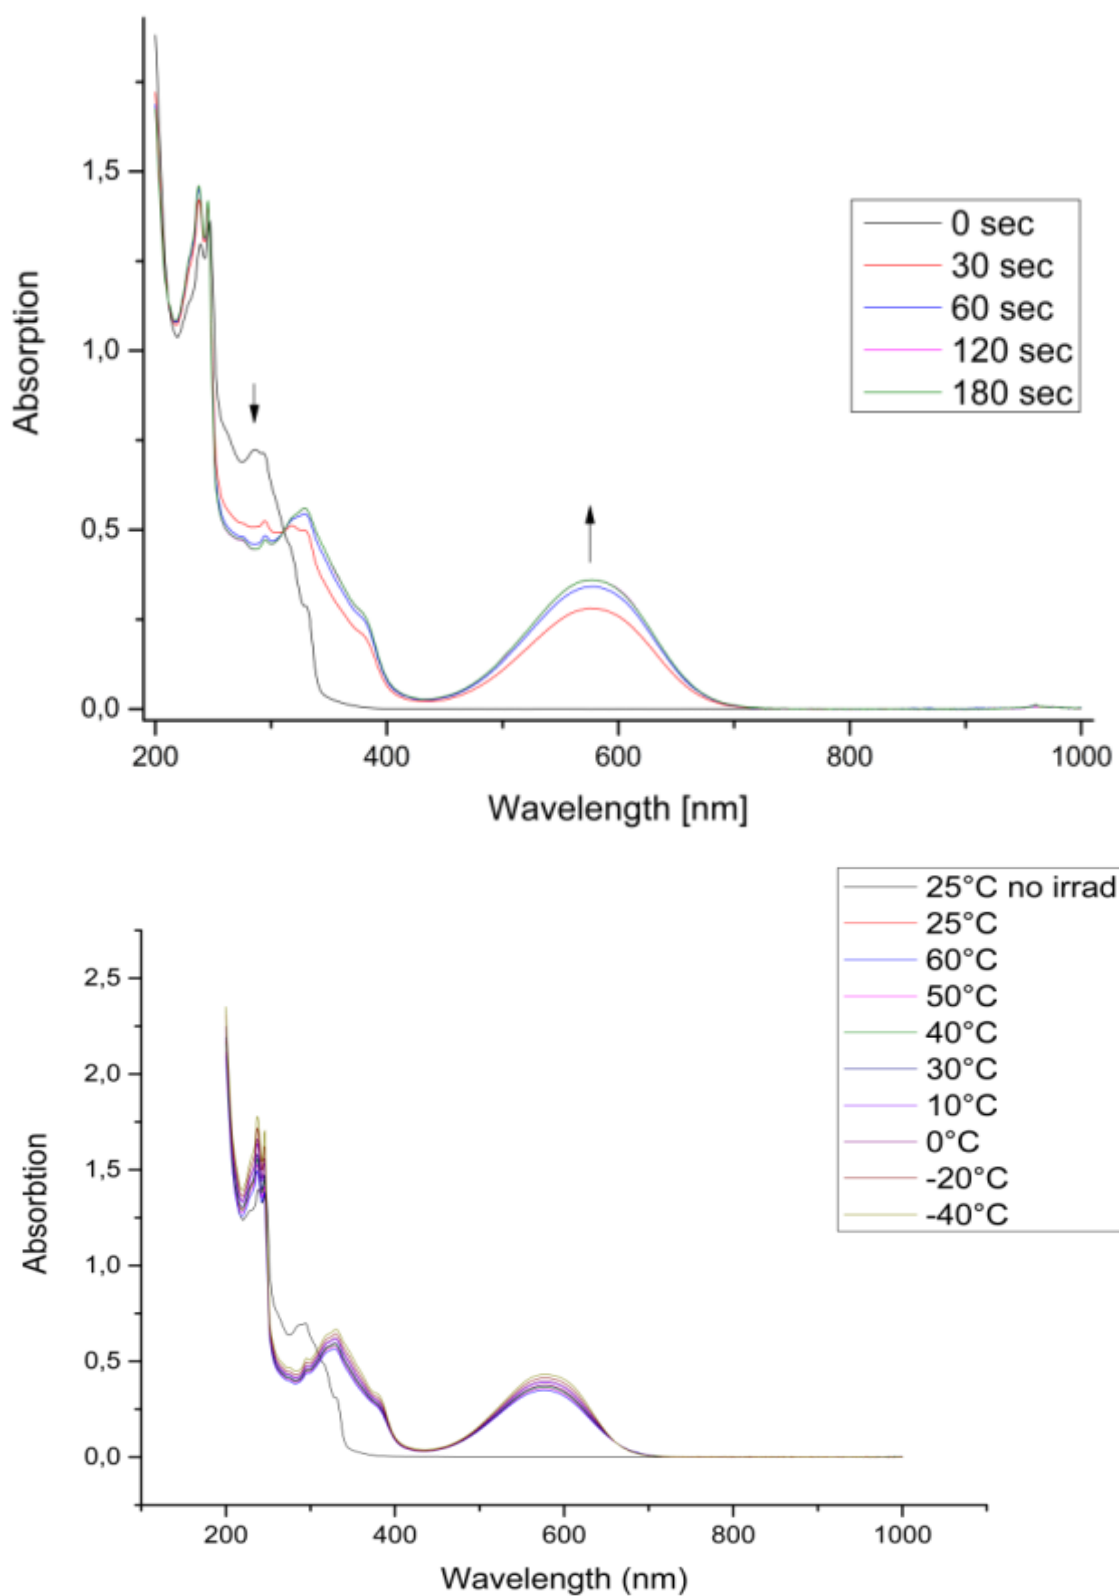 1,5
1,0
0,5
0,0
Absorption
0 sec
30 sec
60 sec
120 sec
180 sec
200
400
600
800
1000
Wavelength [nm]
25°C no irrad
25°C
60°C
50°C
40°C
30°C
10°C
0°C
-20°C
-40°C
2,5
2,0
1,5
1,0
0,5
0,0
Absorbtion
200
400
600
800
1000
Wavelength (nm)